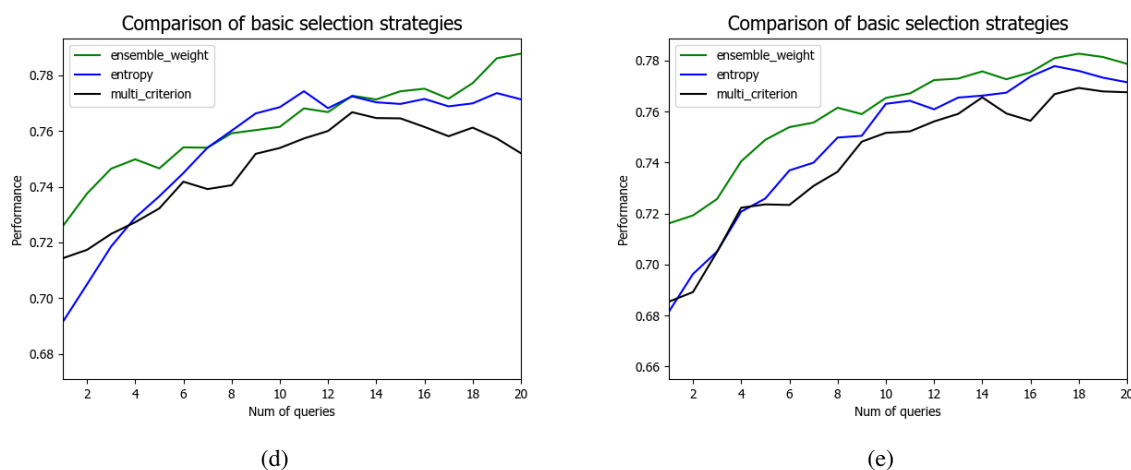 Comparison of basic selection strategies
ensemble_weight
entropy
multi_criterion
Performance
0.78
0.76
0.74
0.72
0.70
0.68
2 4 6 8 10 12 14 16 18 20
Num of queries
(d)
Comparison of basic selection strategies
ensemble_weight
entropy
multi_criterion
Performance
0.78
0.76
0.74
0.72
0.70
0.68
0.66
2 4 6 8 10 12 14 16 18 20
Num of queries
(e)